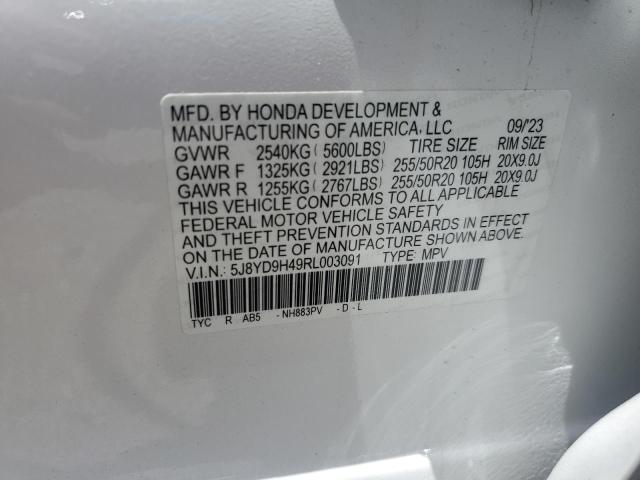 MFD. BY HONDA DEVELOPMENT &
MANUFACTURING OF AMERICA, LLC 09/'23
GVWR 2540KG ( 5600LBS) TIRE SIZE RIM SIZE
GAWR F 1325KG ( 2921LBS) 255/50R20 105H 20X9.0J
GAWR R 1255KG ( 2767LBS) 255/50R20 105H 20X9.0J
THIS VEHICLE CONFORMS TO ALL APPLICABLE
FEDERAL MOTOR VEHICLE SAFETY
AND THEFT PREVENTION STANDARDS IN EFFECT
ON THE DATE OF MANUFACTURE SHOWN ABOVE.
V.I.N.: 5J8YD9H49RL003091 TYPE: MPV
TYC R AB5 -NH883PV -D-L